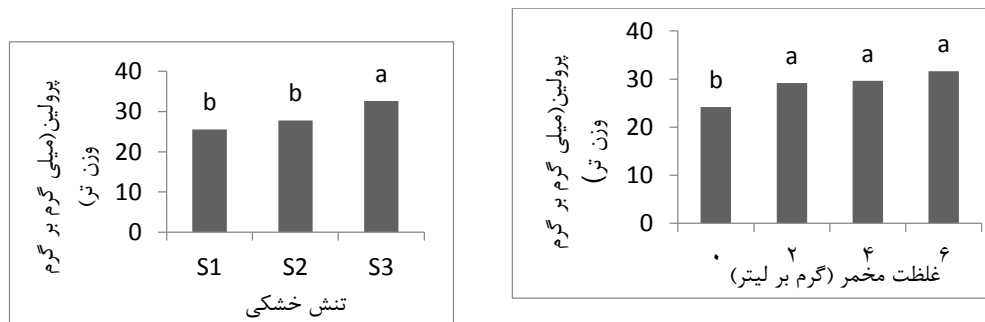 پرولین(میلی گرم بر گرم
وزن تر)
40
30
20
10
0
b
b
a
S1
S2
S3
تنش خشکی
پرولین(میلی گرم بر گرم
وزن تر)
40
30
20
10
0
b
a
a
a
۰
۲
۴
۶
غلظت مخمر (گرم بر لیتر)